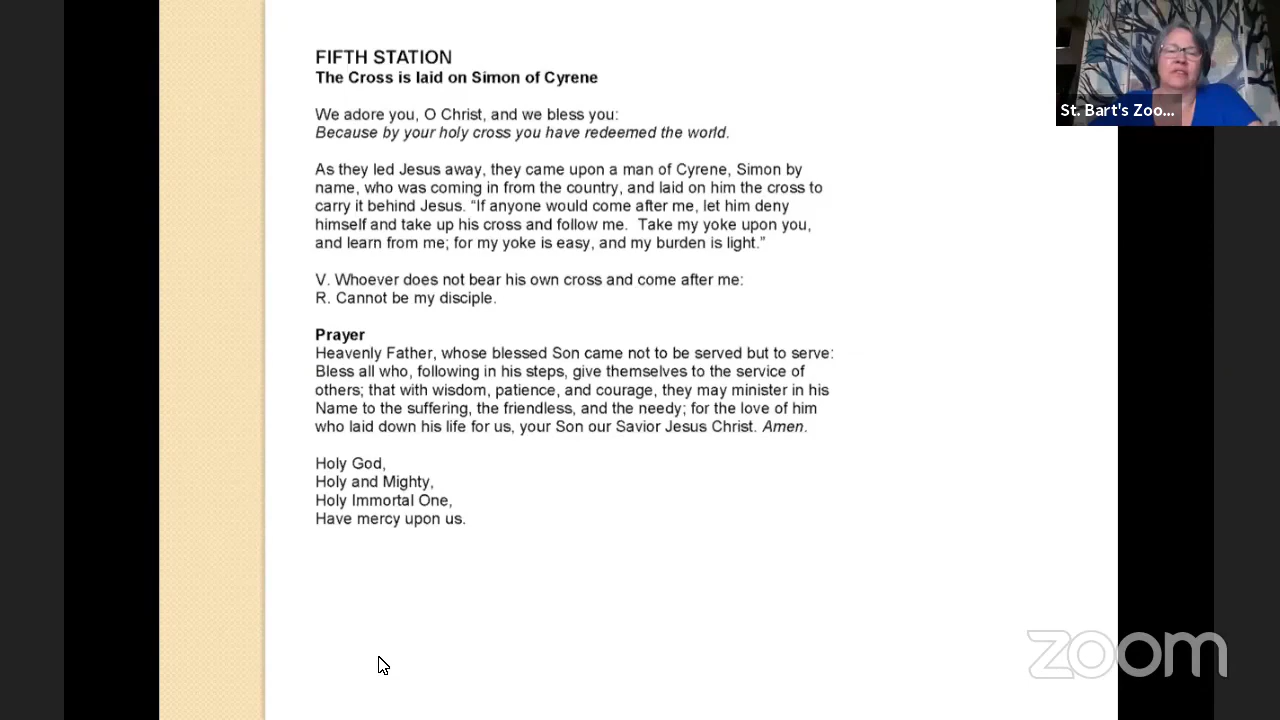 FIFTH STATION
The Cross is laid on Simon of Cyrene
We adore you, O Christ, and we bless you:
Because by your holy cross you have redeemed the world.
As they led Jesus away, they came upon a man of Cyrene, Simon by
name, who was coming in from the country, and laid on him the cross to
carry it behind Jesus. “If anyone would come after me, let him deny
himself and take up his cross and follow me.  Take my yoke upon you,
and learn from me; for my yoke is easy, and my burden is light.”
V. Whoever does not bear his own cross and come after me:
R. Cannot be my disciple.
Prayer
Heavenly Father, whose blessed Son came not to be served but to serve:
Bless all who, following in his steps, give themselves to the service of
others; that with wisdom, patience, and courage, they may minister in his
Name to the suffering, the friendless, and the needy; for the love of him
who laid down his life for us, your Son our Savior Jesus Christ. Amen.
Holy God,
Holy and Mighty,
Holy Immortal One,
Have mercy upon us.
St. Bart's Zoo...
zoom